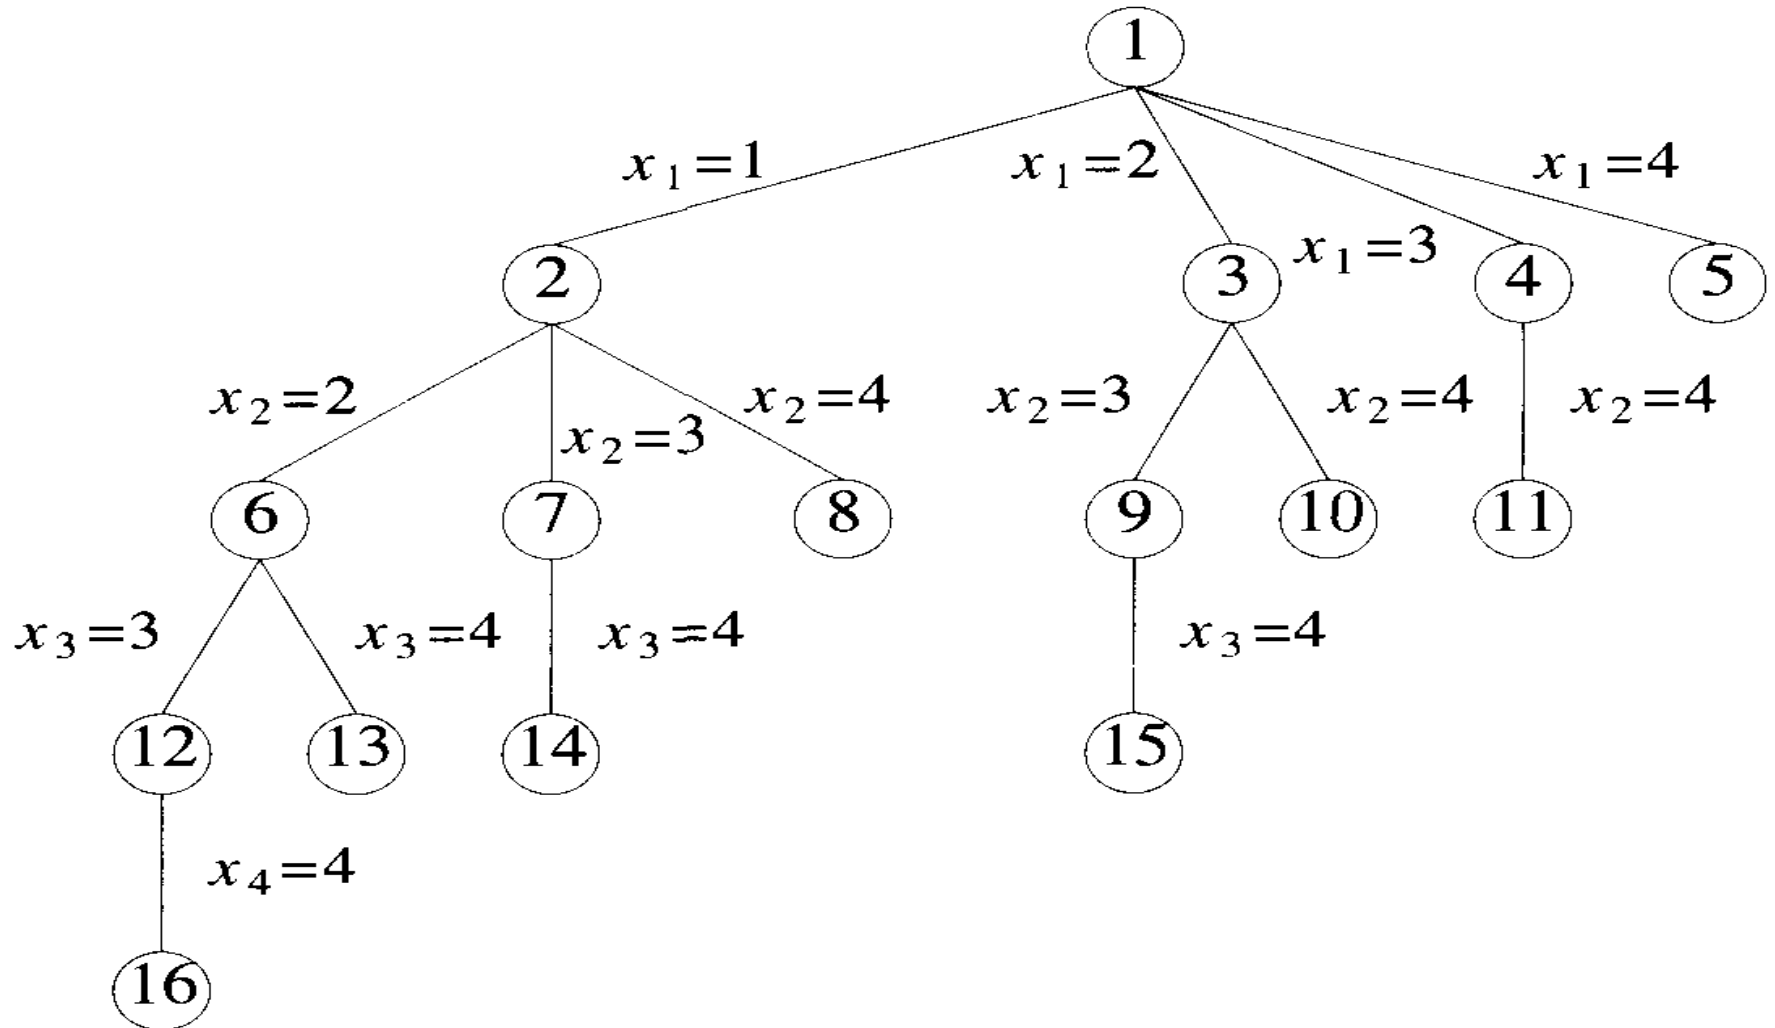 1
x₁=1
x₁=2
x₁=4
x₁=3
2
3
4
5
x₂=2
x₂=3
x₂=4
x₂=3
x₂=4
x₂=4
6
7
8
9
10
11
x₃=3
x₃=4
x₃=4
x₃=4
12
13
14
15
x₄=4
16